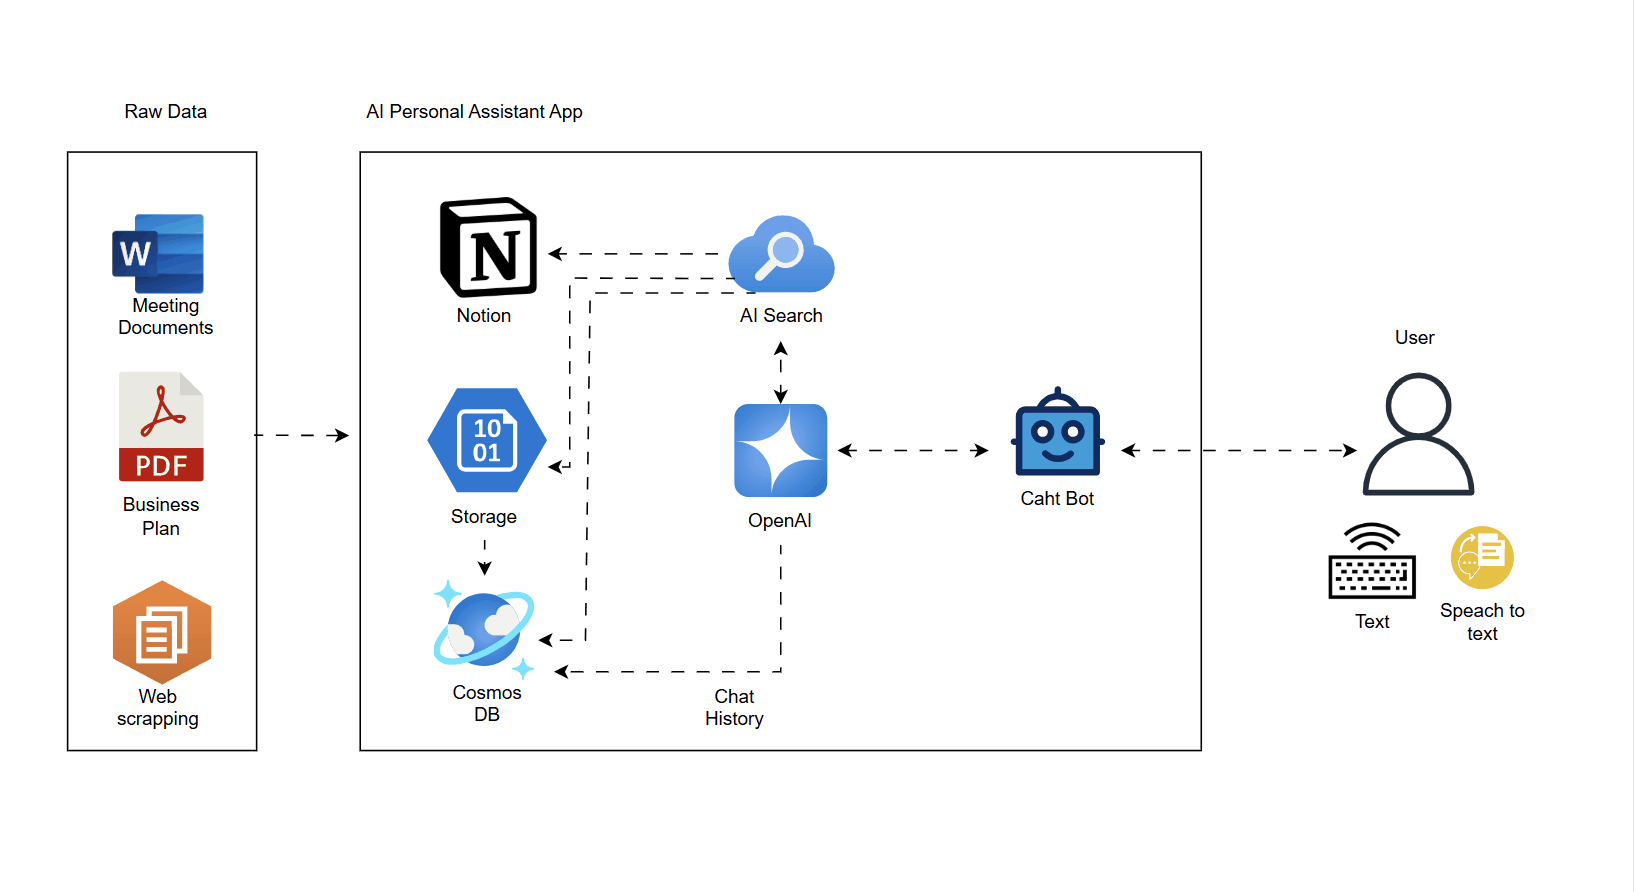 Raw Data
AI Personal Assistant App
W
Meeting
Documents
PDF
Business
Plan
Web
scrapping
N
Notion
10
01
Storage
Cosmos
DB
AI Search
OpenAI
Chat
History
Caht Bot
User
Text
Speach to
text